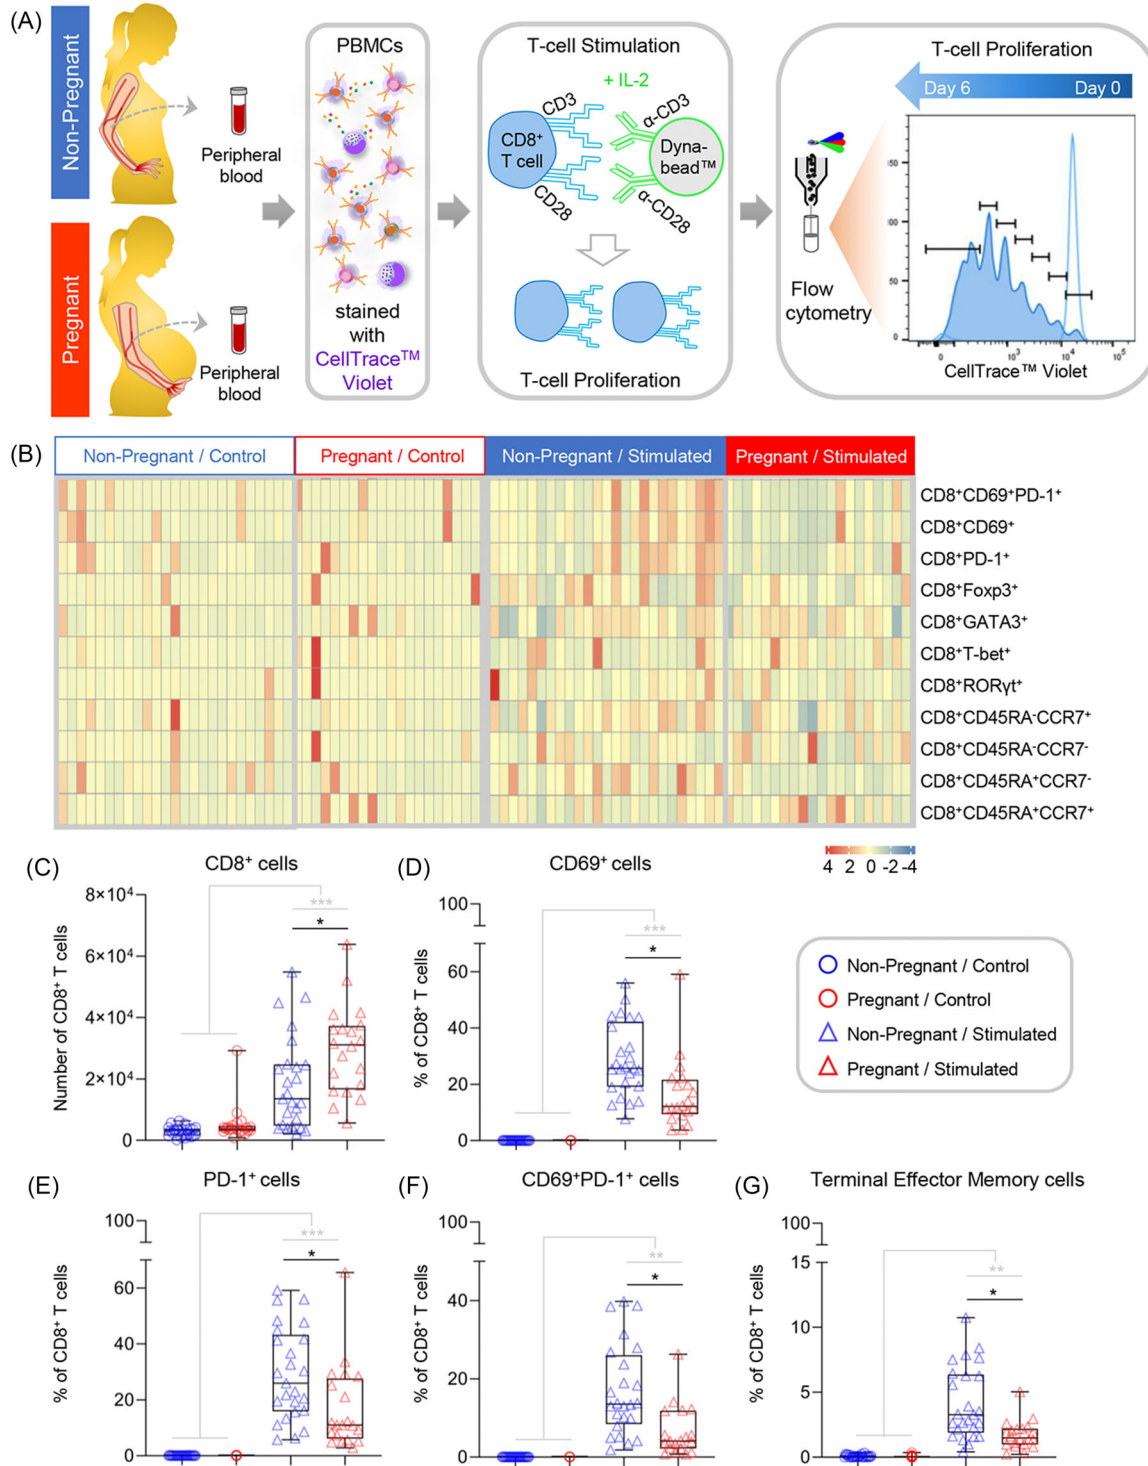 (A)
Non-Pregnant
Peripheral
blood
Pregnant
Peripheral
blood
PBMCs
stained
with
CellTrace™
Violet
T-cell Stimulation
+ IL-2
CD3
α-CD3
CD8⁺
T cell
Dyna-
bead™
CD28
α-CD28
T-cell Proliferation
T-cell Proliferation
Day 6
Day 0
Flow
cytometry
0
10³
10⁴
10⁵
CellTrace™ Violet
(B)
Non-Pregnant / Control
Pregnant / Control
Non-Pregnant / Stimulated
Pregnant / Stimulated
CD8⁺CD69⁺PD-1⁺
CD8⁺CD69⁺
CD8⁺PD-1⁺
CD8⁺Foxp3⁺
CD8⁺GATA3⁺
CD8⁺T-bet⁺
CD8⁺RORγt⁺
CD8⁺CD45RA⁻CCR7⁺
CD8⁺CD45RA⁻CCR7⁻
CD8⁺CD45RA⁺CCR7⁻
CD8⁺CD45RA⁺CCR7⁺
4 2 0 -2 -4
(C)
CD8⁺ cells
Number of CD8⁺ T cells
8×10⁴
6×10⁴
4×10⁴
2×10⁴
0
***
*
(D)
CD69⁺ cells
% of CD8⁺ T cells
100
60
40
20
0
***
*
Non-Pregnant / Control
Pregnant / Control
Non-Pregnant / Stimulated
Pregnant / Stimulated
(E)
PD-1⁺ cells
% of CD8⁺ T cells
100
60
40
20
0
***
*
(F)
CD69⁺PD-1⁺ cells
% of CD8⁺ T cells
100
40
20
0
**
*
(G)
Terminal Effector Memory cells
% of CD8⁺ T cells
100
15
10
5
0
**
*